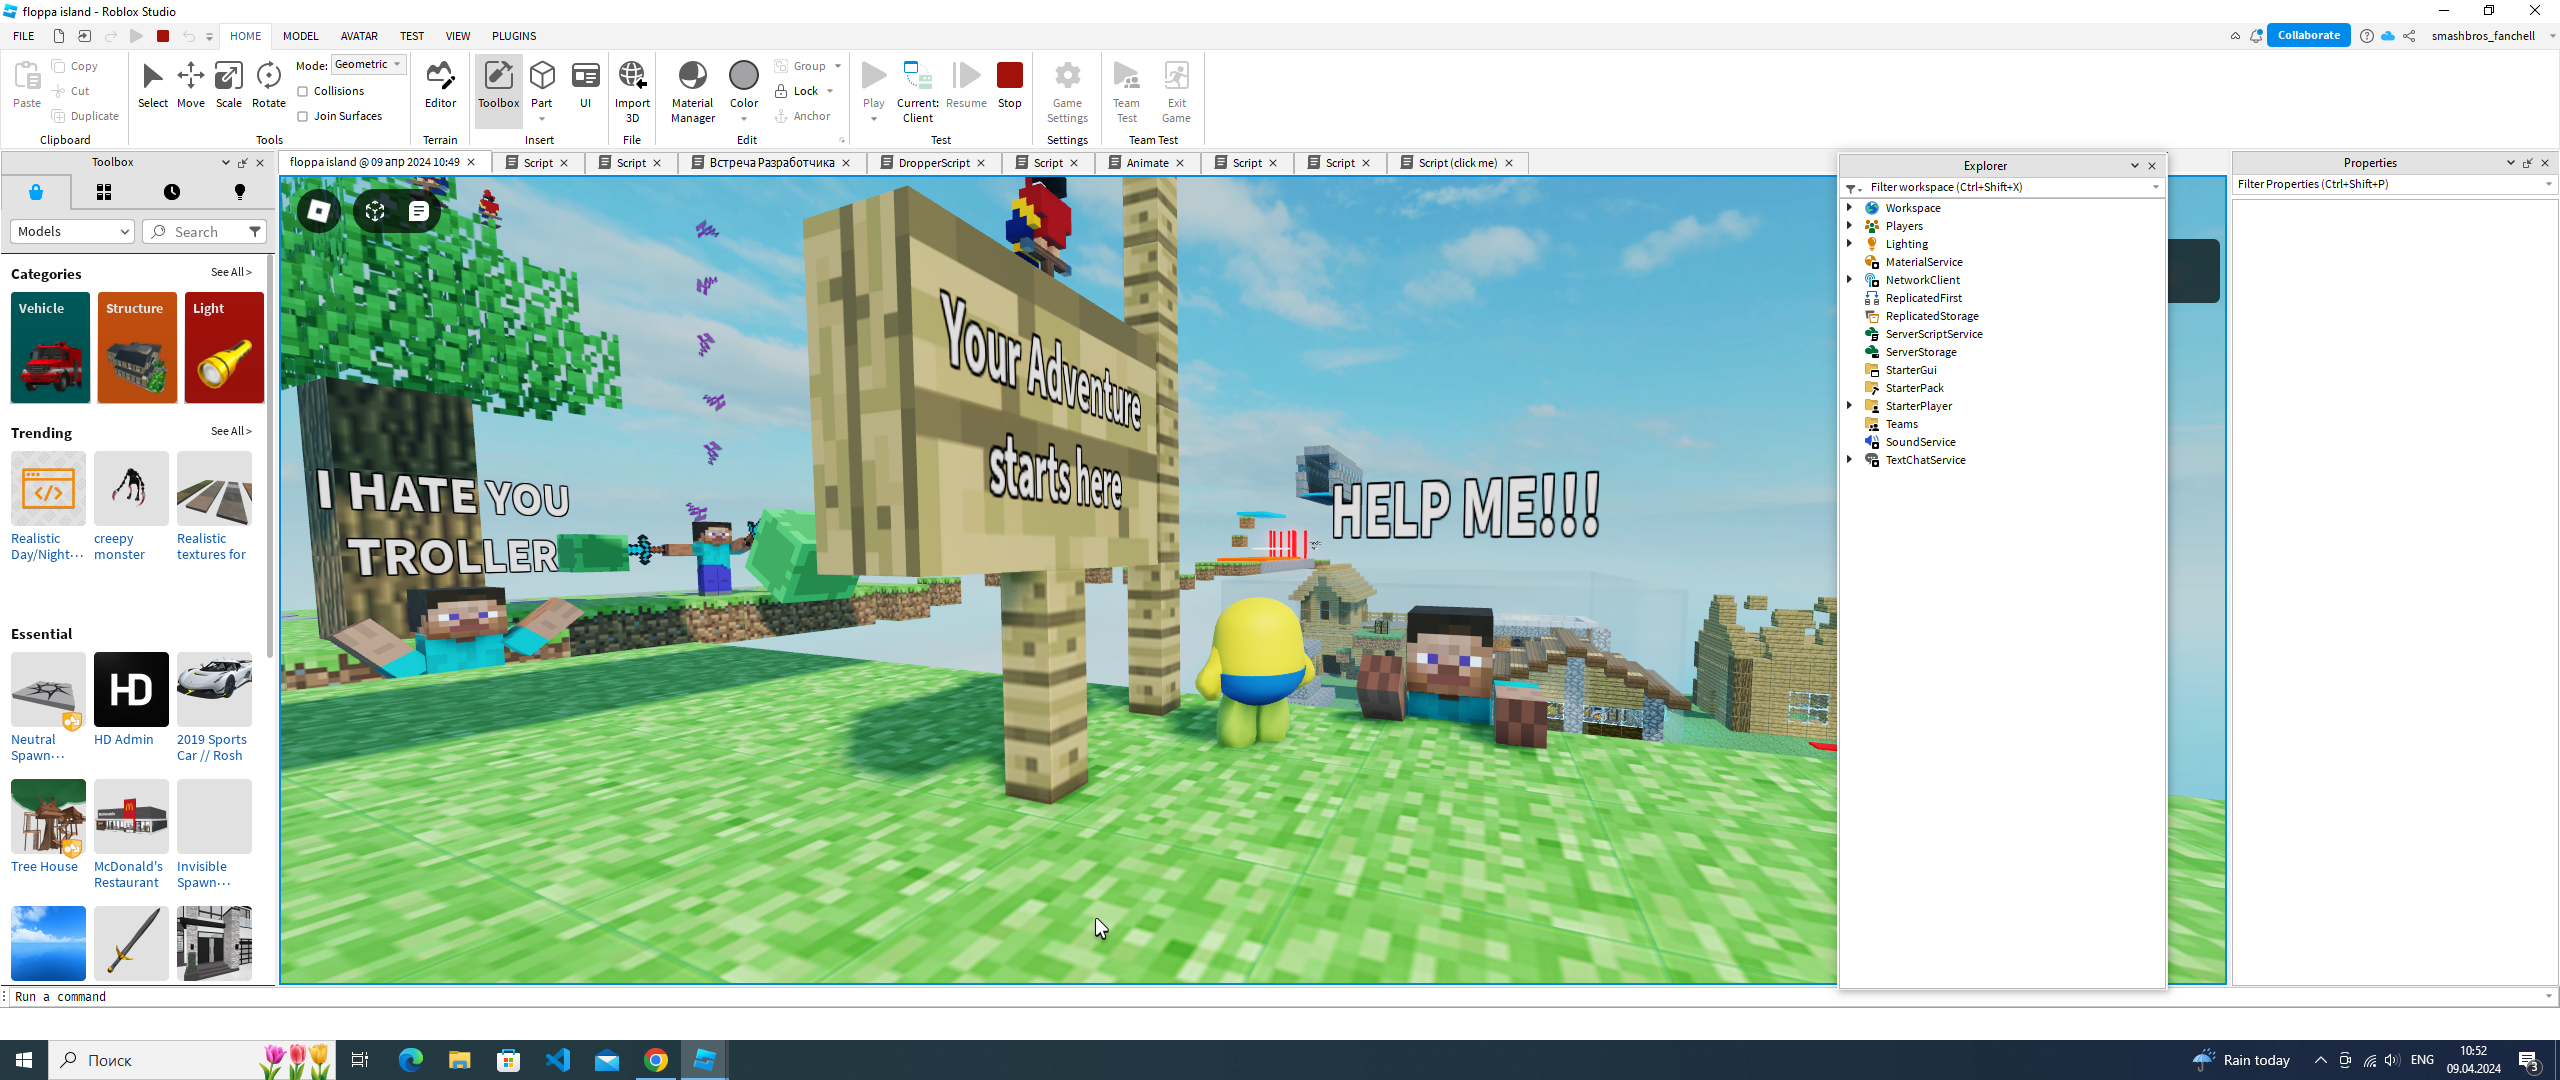 floppa island - Roblox Studio
FILE
HOME
MODEL
AVATAR
TEST
VIEW
PLUGINS
Collaborate
smashbros_fanchell
Paste
Copy
Cut
Duplicate
Clipboard
Select
Move
Scale
Rotate
Mode:
Geometric
Collisions
Join Surfaces
Tools
Editor
Terrain
Toolbox
Part
UI
Insert
Import
3D
File
Material
Manager
Color
Group
Lock
Anchor
Edit
Play
Current:
Client
Resume
Stop
Test
Game
Settings
Settings
Team
Test
Exit
Game
Team Test
Toolbox
floppa island @ 09 апр 2024 10:49
Script
Script
Встреча Разработчика
DropperScript
Script
Animate
Script
Script
Script (click me)
Models
Search
Categories
See All >
Vehicle
Structure
Light
Trending
See All >
Realistic
Day/Night···
creepy
monster
Realistic
textures for
Essential
HD
Neutral
Spawn···
HD Admin
2019 Sports
Car // Rosh
Tree House
McDonald's
Restaurant
Invisible
Spawn···
I HATE YOU
TROLLER
Your Adventure
starts here
HELP ME!!!
Explorer
Filter workspace (Ctrl+Shift+X)
Workspace
Players
Lighting
MaterialService
NetworkClient
ReplicatedFirst
ReplicatedStorage
ServerScriptService
ServerStorage
StarterGui
StarterPack
StarterPlayer
Teams
SoundService
TextChatService
Properties
Filter Properties (Ctrl+Shift+P)
Run a command
Поиск
Rain today
ENG
10:52
09.04.2024
3